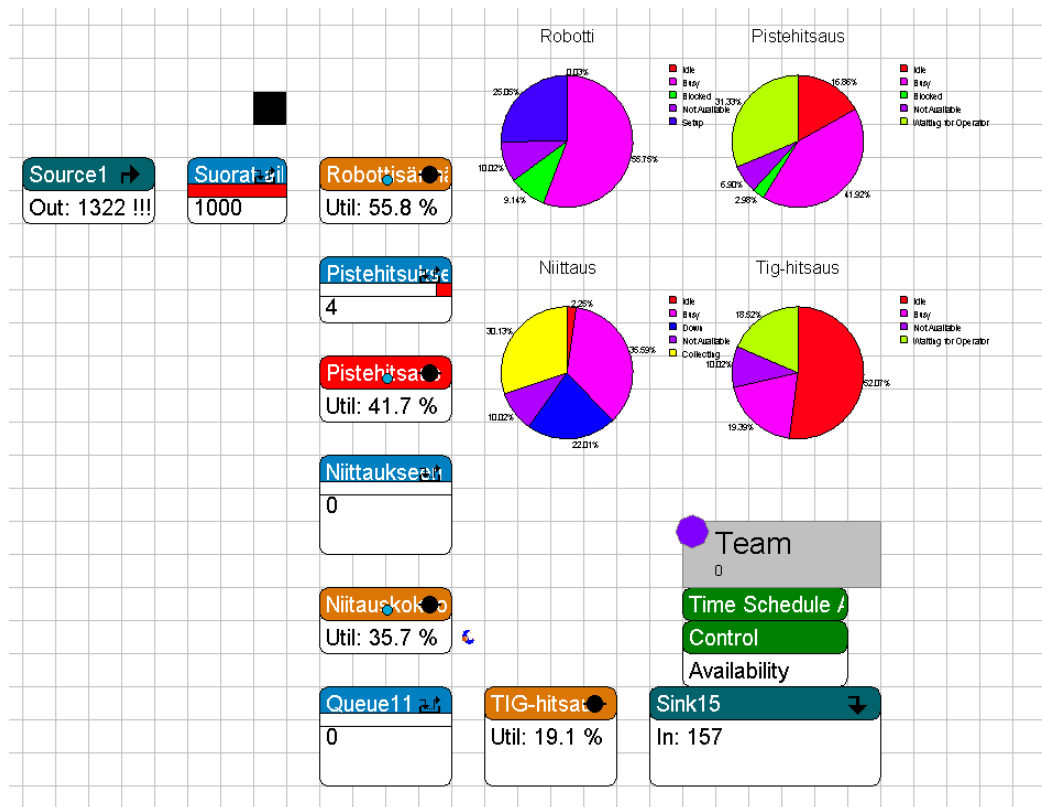 Robotti
Pistehitsaus
0.03%
25.05%
10.02%
9.14%
55.75%
Idle
Busy
Blocked
Not Available
Setup
16.86%
31.33%
6.90%
2.98%
41.92%
Idle
Busy
Blocked
Not Available
Waiting for Operator
Source1
Out: 1322 !!!
1000
Util: 55.8 %
Niittaus
Tig-hitsaus
4
2.25%
30.13%
35.59%
10.02%
22.01%
Idle
Busy
Down
Not Available
Collecting
18.52%
10.02%
19.39%
52.07%
Idle
Busy
Not Available
Waiting for Operator
Util: 41.7 %
Niittaukseen
0
Team
0
Time Schedule A
Control
Availability
Util: 35.7 %
Queue11
0
Util: 19.1 %
Sink15
In: 157